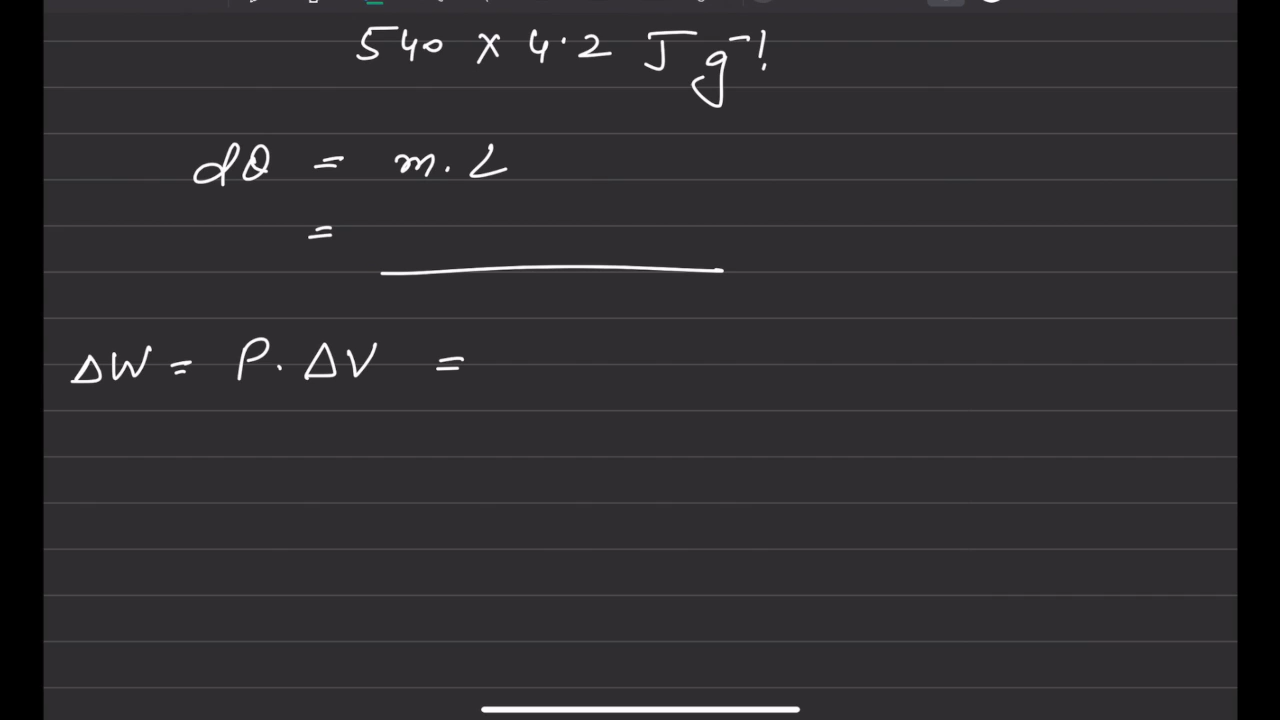 540 × 4.2 J g⁻¹
dQ = m. L
=
ΔW = P. ΔV =